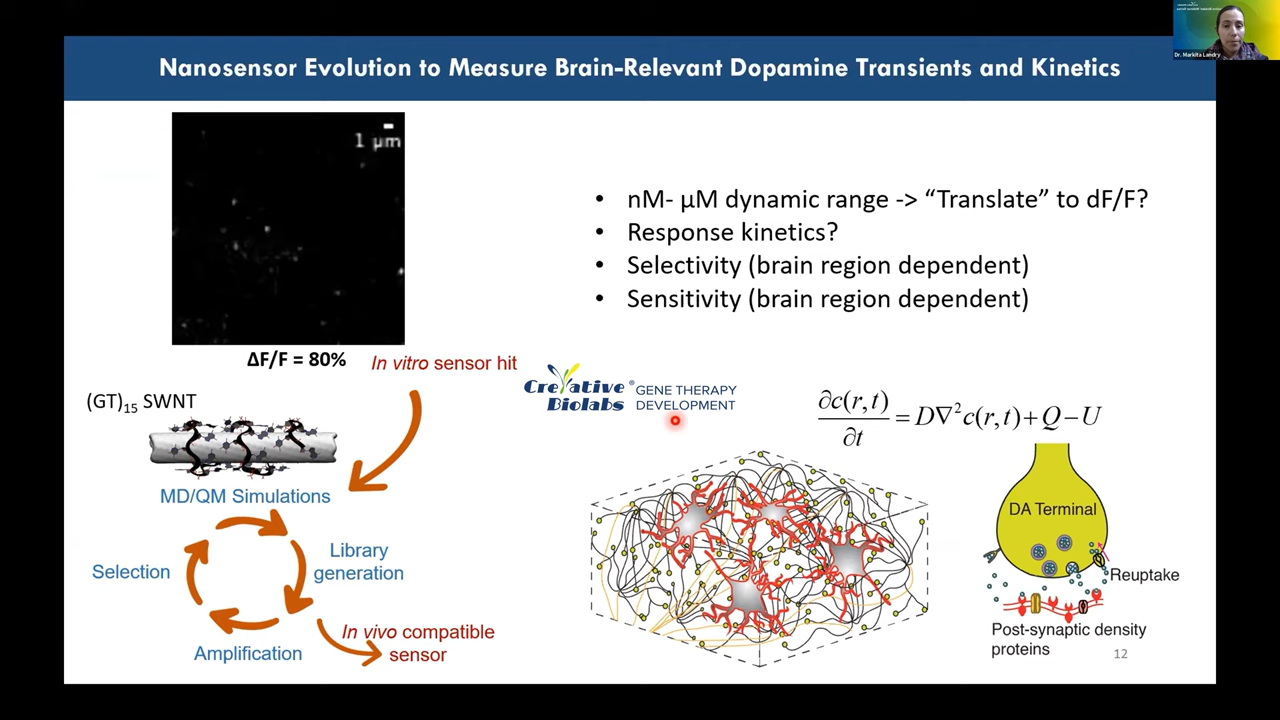 Dr. Markita Landry
Nanosensor Evolution to Measure Brain-Relevant Dopamine Transients and Kinetics
1 µm
ΔF/F = 80%
In vitro sensor hit
(GT)15 SWNT
MD/QM Simulations
Library
generation
Selection
Amplification
In vivo compatible
sensor
• nM- µM dynamic range -> “Translate” to dF/F?
• Response kinetics?
• Selectivity (brain region dependent)
• Sensitivity (brain region dependent)
Creative Biolabs®
GENE THERAPY
DEVELOPMENT
∂c(r,t)/∂t = D∇²c(r,t)+Q−U
DA Terminal
Reuptake
Post-synaptic density
proteins
12